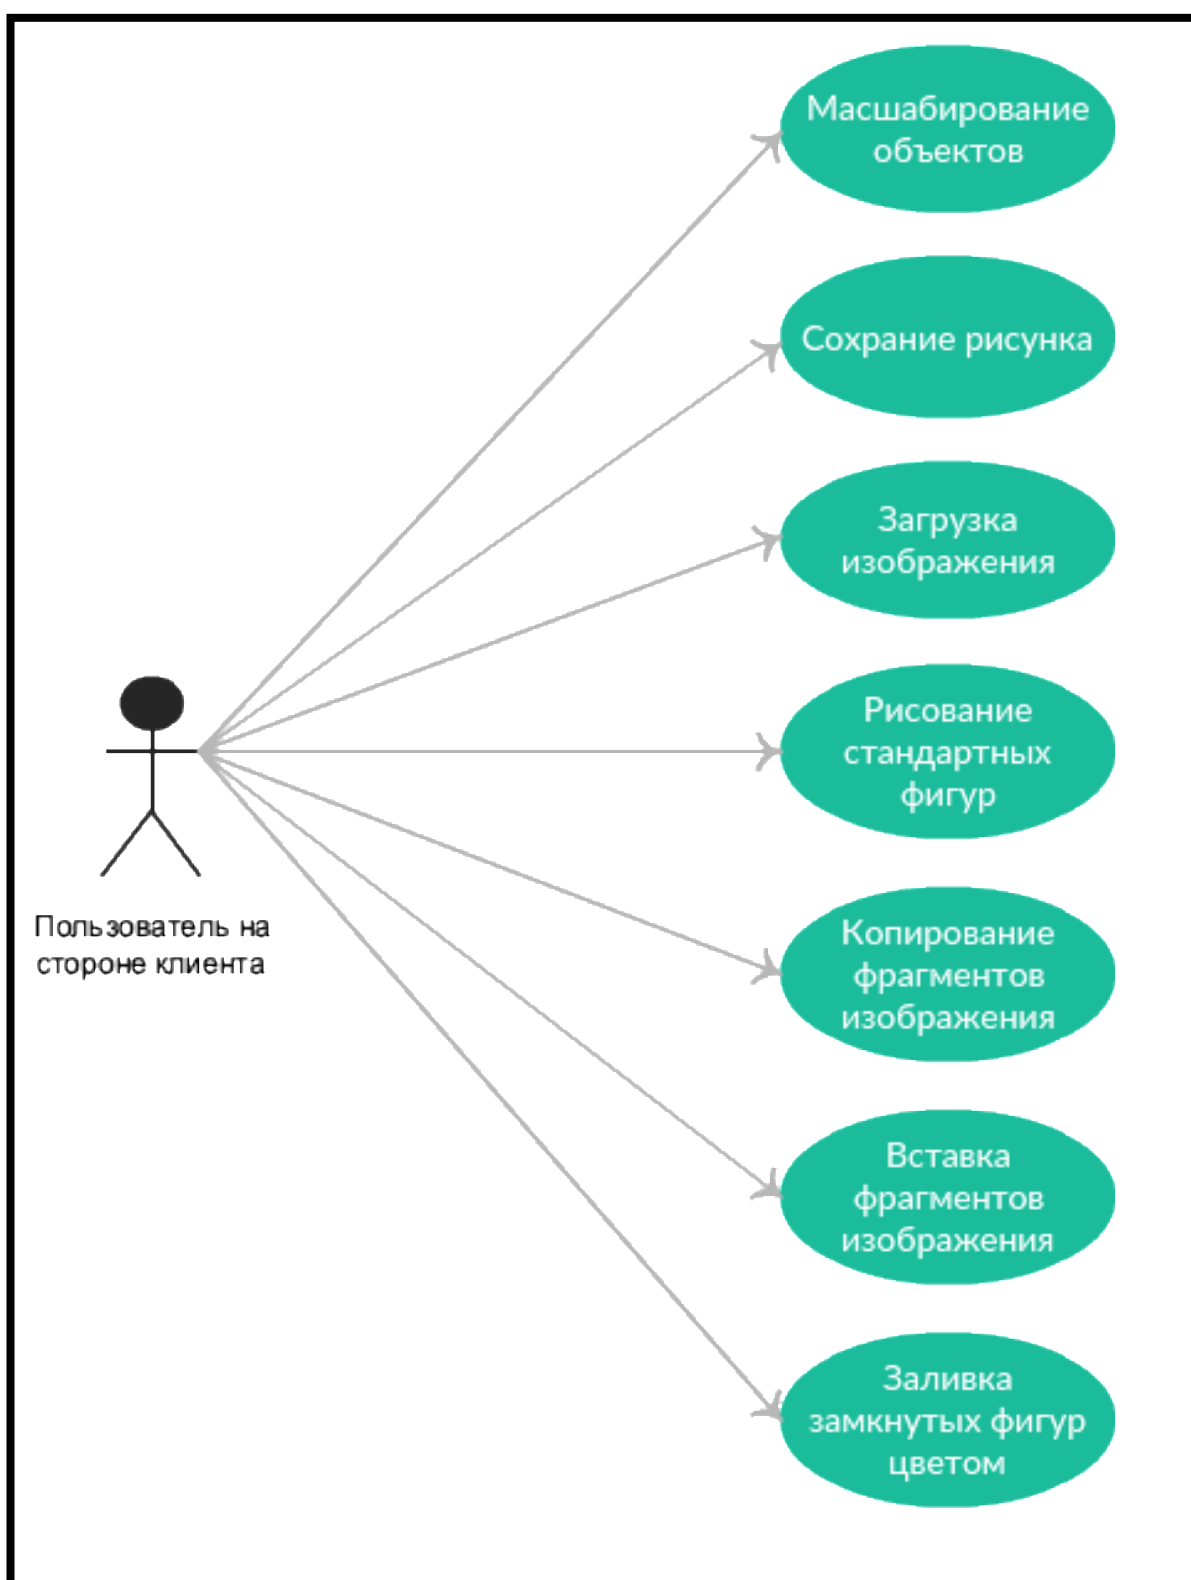 Масшабирование
объектов
Сохрание рисунка
Загрузка
изображения
Рисование
стандартных
фигур
Пользователь на
стороне клиента
Копирование
фрагментов
изображения
Вставка
фрагментов
изображения
Заливка
замкнутых фигур
цветом